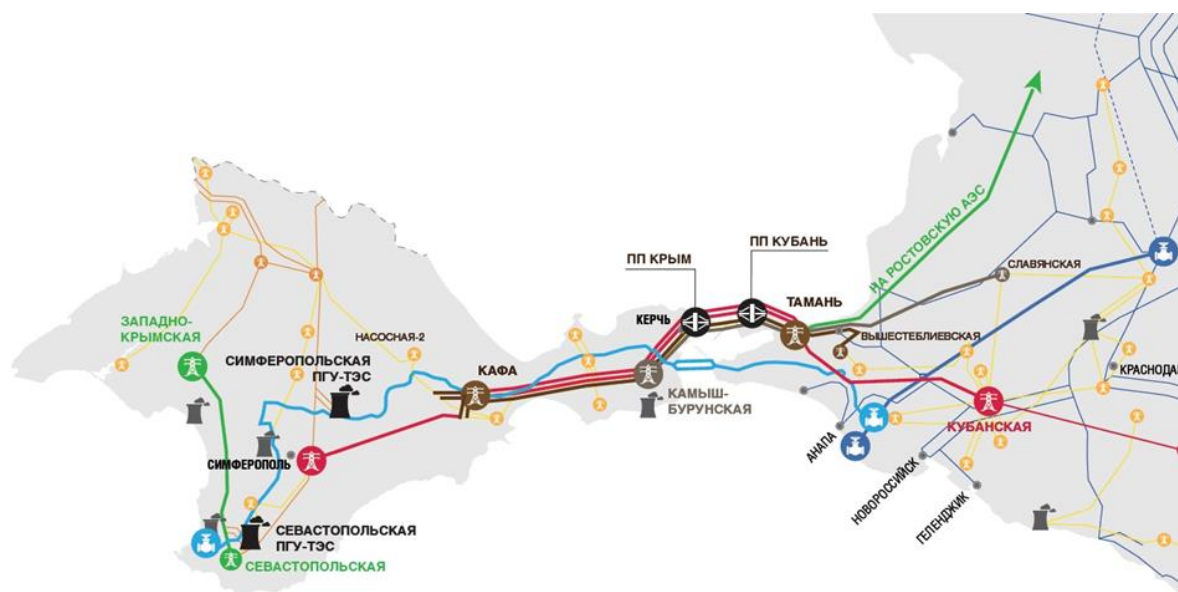 НА РОСТОВСКУЮ АЭС
ПП КУБАНЬ
ПП КРЫМ
СЛАВЯНСКАЯ
ТАМАНЬ
КЕРЧЬ
ЗАПАДНО-
КРЫМСКАЯ
НАСОСНАЯ-2
ВЫШЕСТЕБЛИЕВСКАЯ
СИМФЕРОПОЛЬСКАЯ
ПГУ-ТЭС
КАФА
КРАСНОДА
КАМЫШ-
БУРУНСКАЯ
КУБАНСКАЯ
АНАПА
СИМФЕРОПОЛЬ
НОВОРОССИЙСК
ГЕЛЕНДЖИК
СЕВАСТОПОЛЬСКАЯ
ПГУ-ТЭС
СЕВАСТОПОЛЬСКАЯ